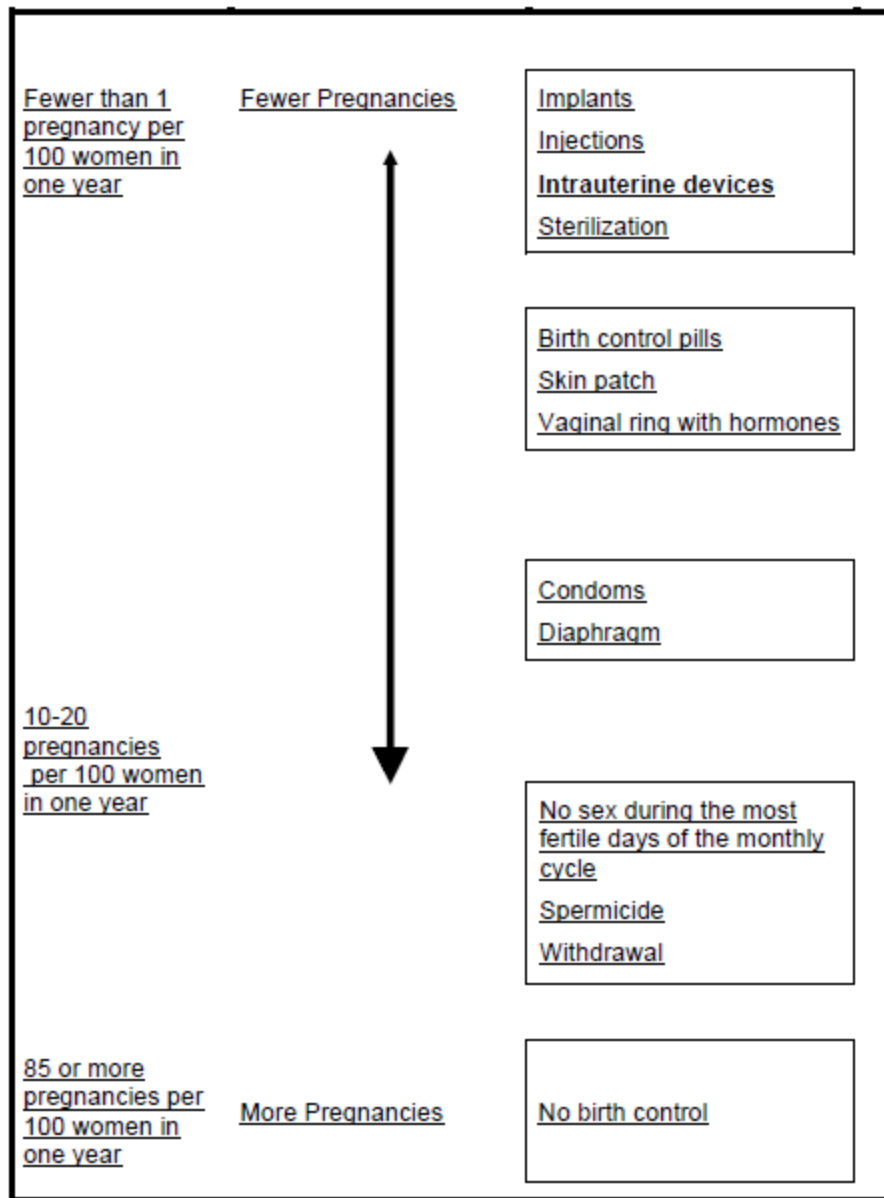 Fewer than 1
pregnancy per
100 women in
one year
Fewer Pregnancies
Implants
Injections
Intrauterine devices
Sterilization
Birth control pills
Skin patch
Vaginal ring with hormones
Condoms
Diaphragm
10-20
pregnancies
per 100 women
in one year
No sex during the most
fertile days of the monthly
cycle
Spermicide
Withdrawal
85 or more
pregnancies per
100 women in
one year
More Pregnancies
No birth control